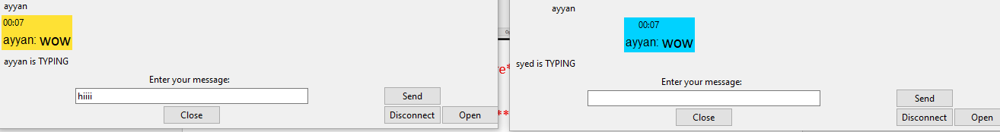 ayyan
00:07
ayyan: wow
ayyan is TYPING
Enter your message:
hiiii
Send
Close
Disconnect
Open
ayyan
00:07
ayyan: wow
syed is TYPING
Enter your message:
Send
Close
Disconnect
Open